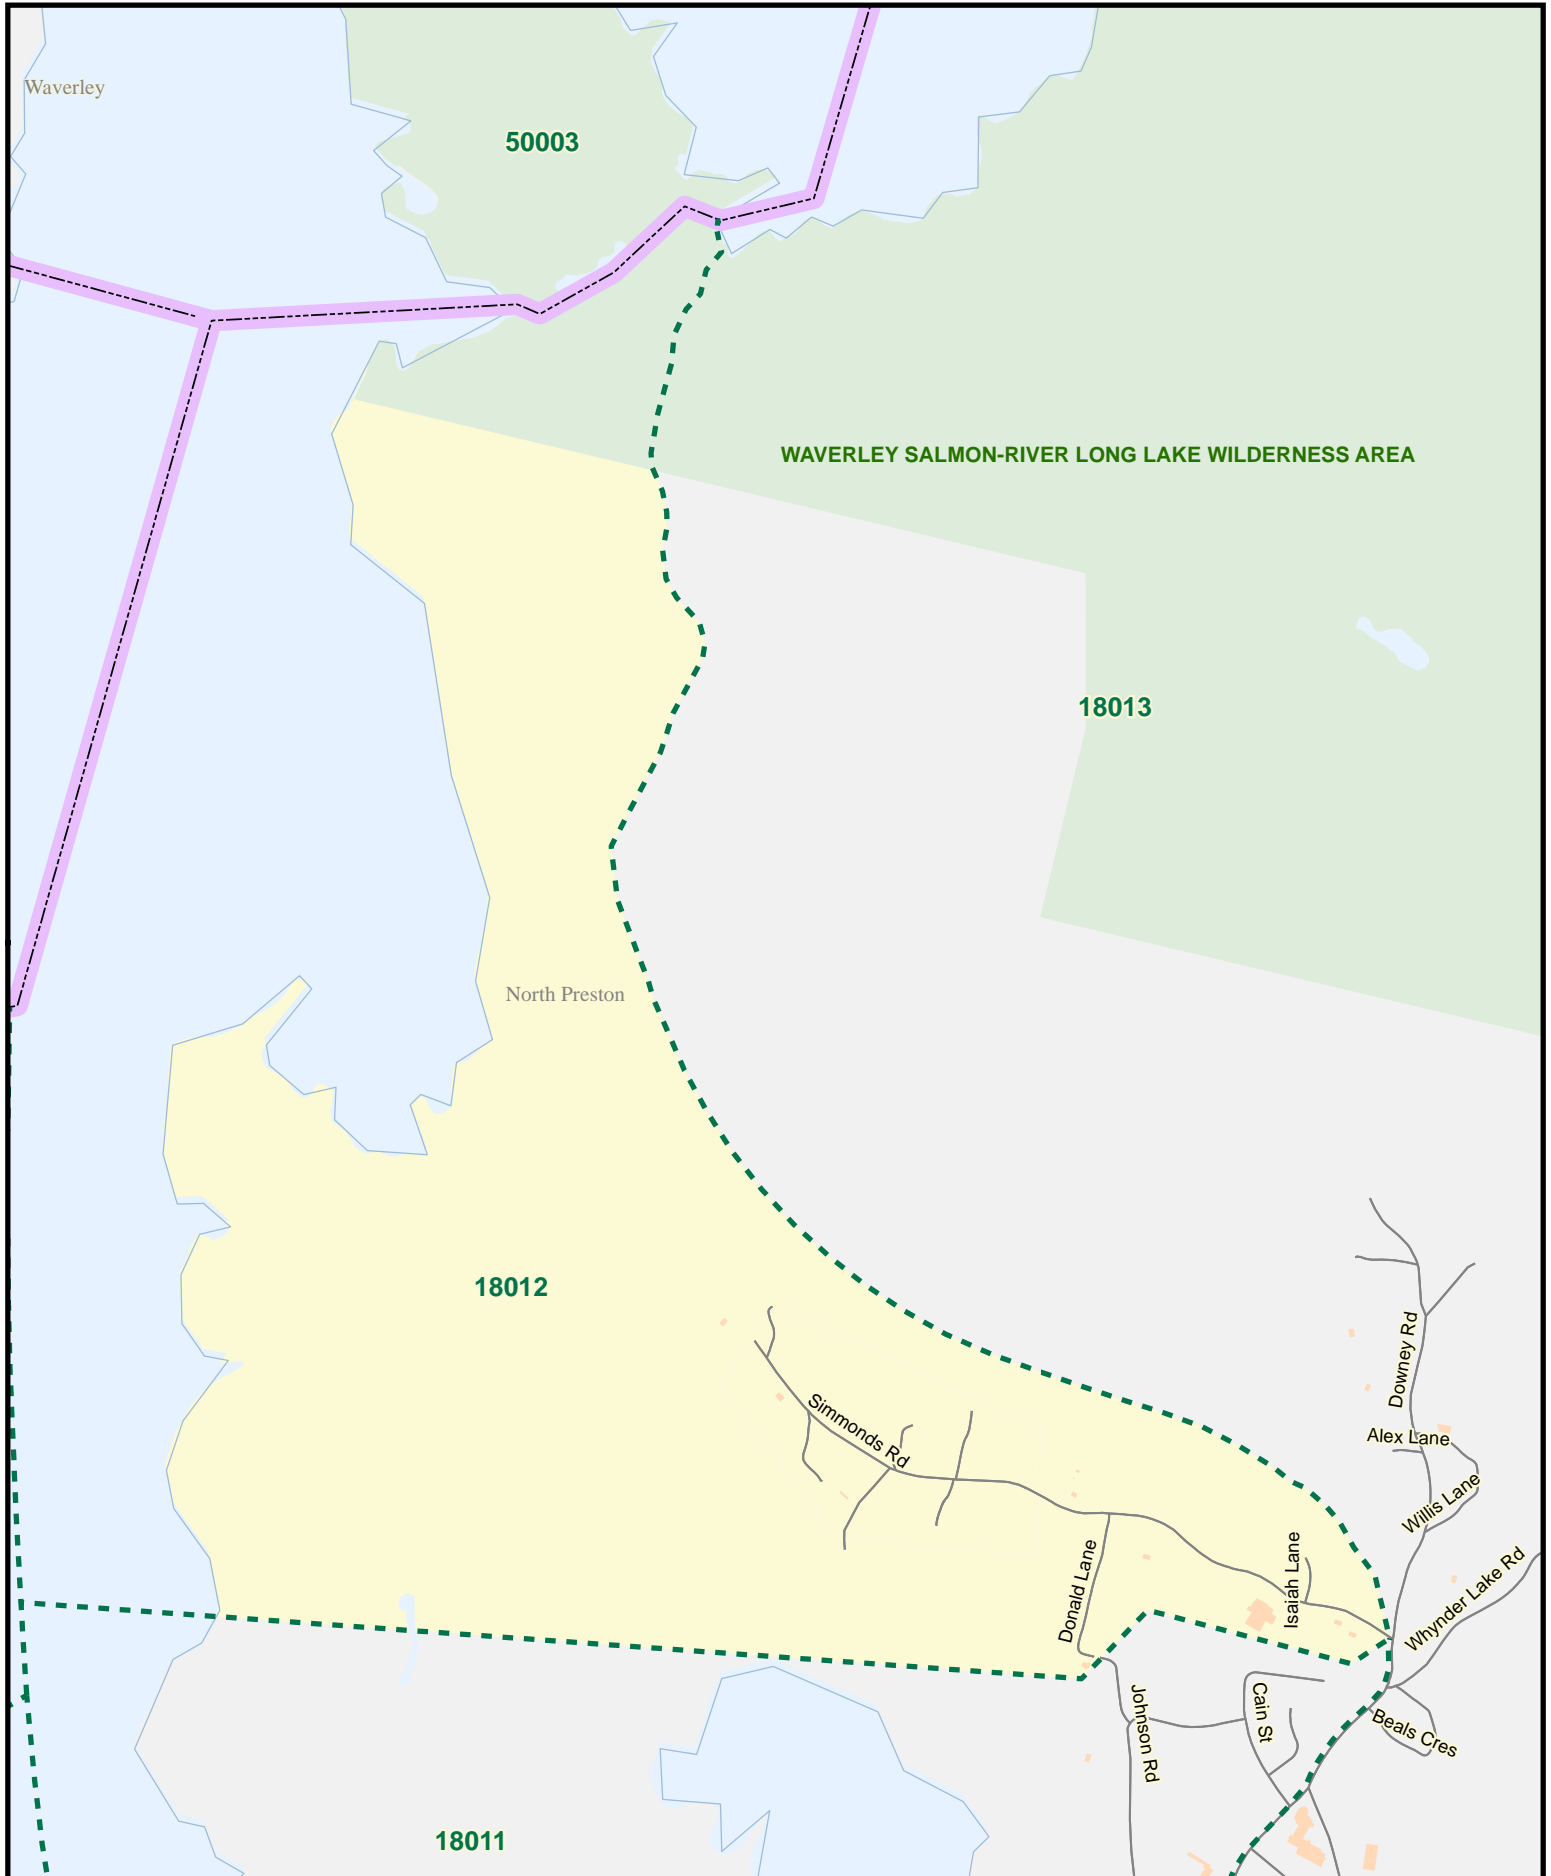 Waverley
50003
WAVERLEY SALMON-RIVER LONG LAKE WILDERNESS AREA
18013
North Preston
18012
Downey Rd
Simmonds Rd
Alex Lane
Willis Lane
Donald Lane
Isaiah Lane
Whynder Lake Rd
Johnson Rd
Cain St
Beals Cres
18011